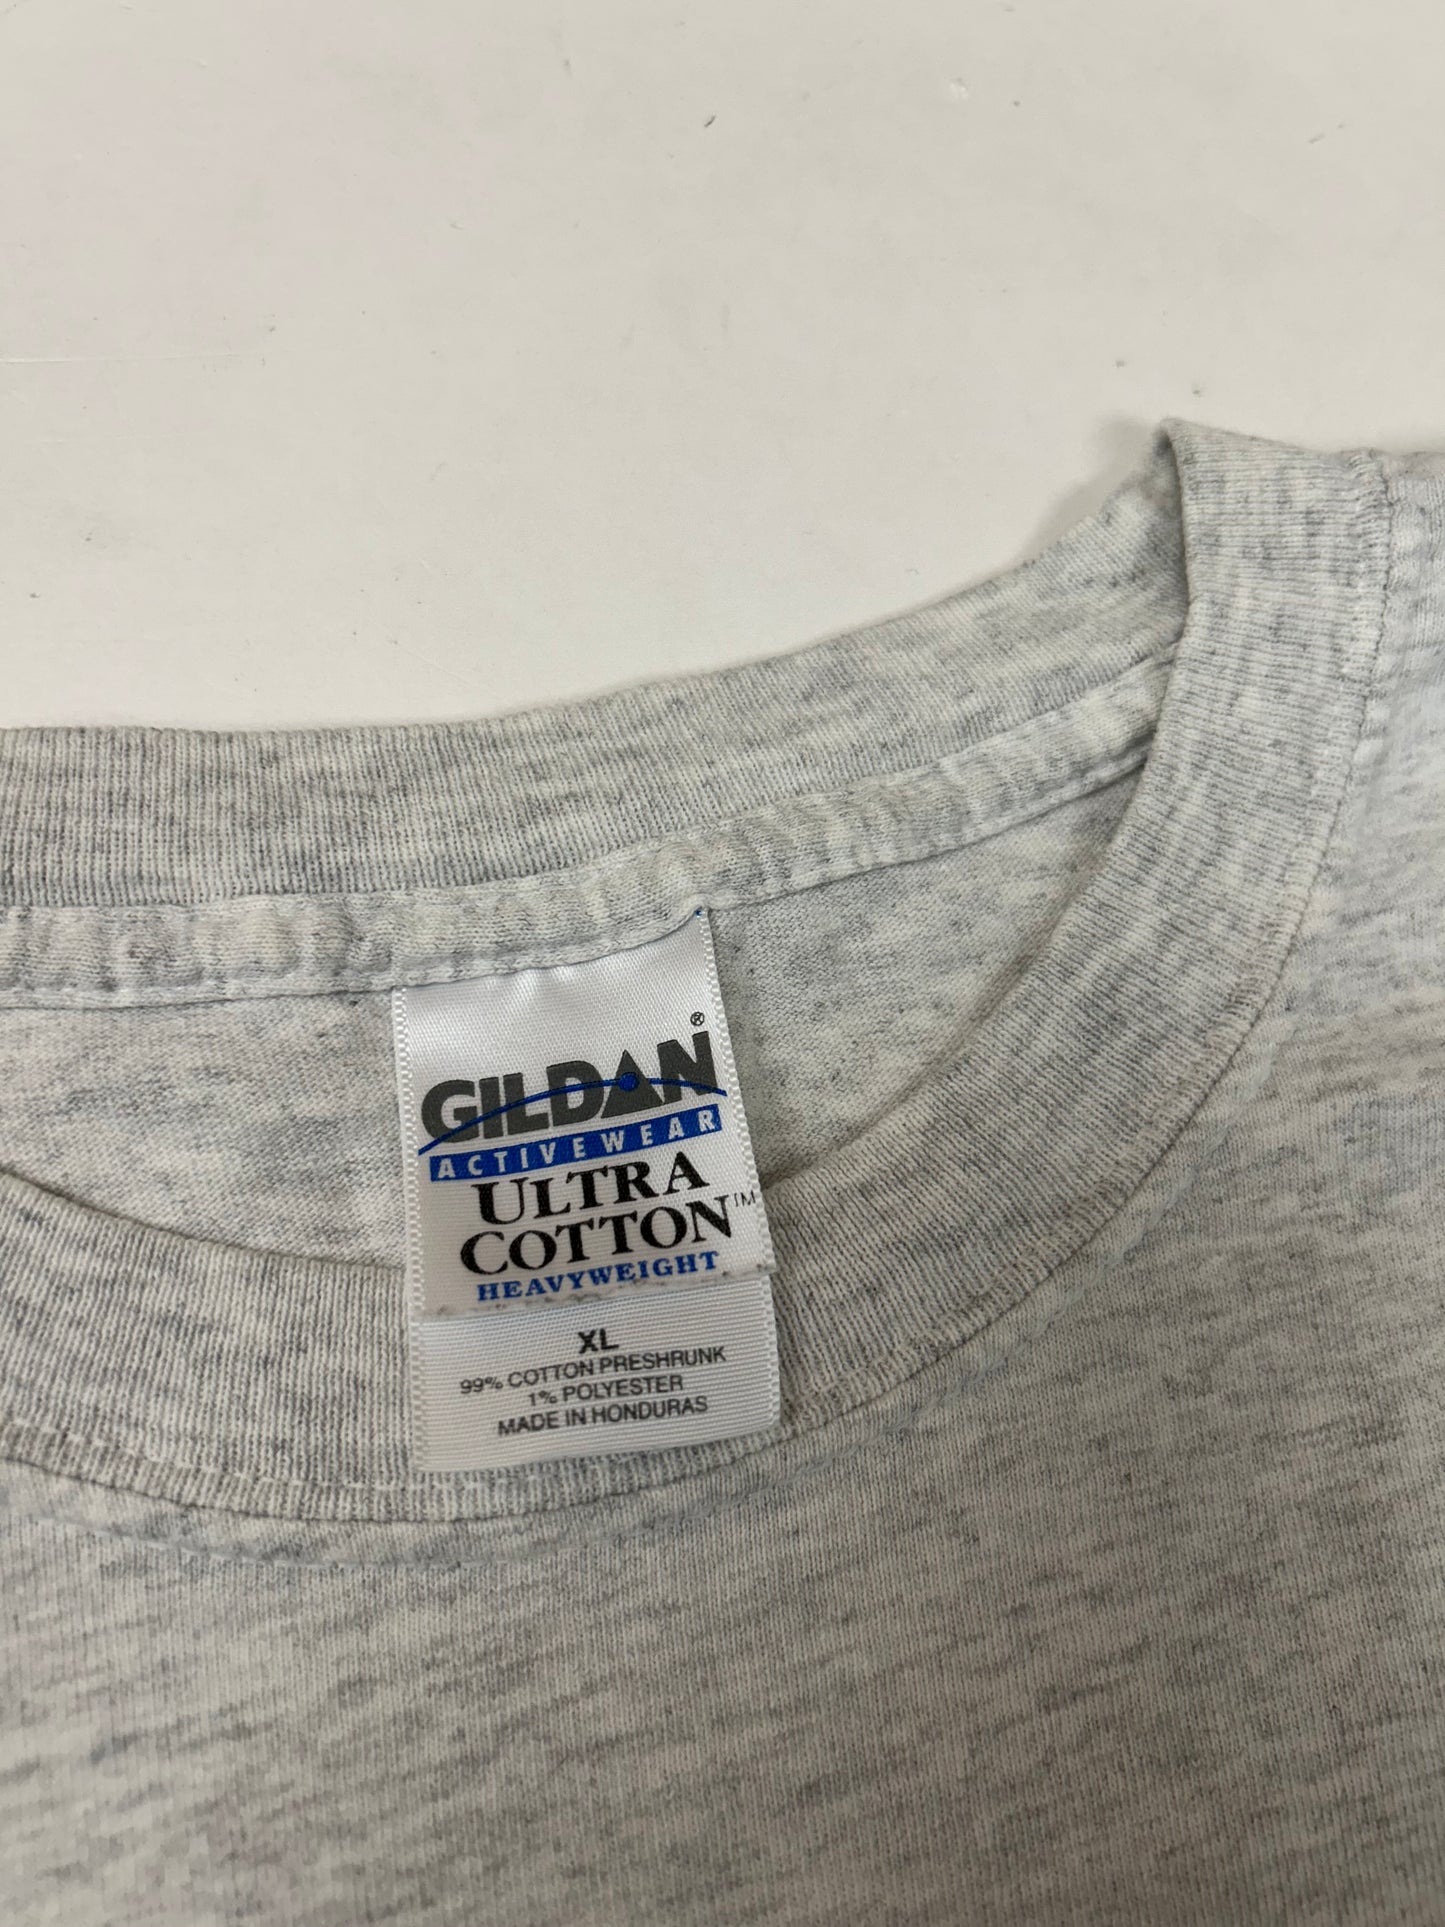 GILDAN®
ACTIVEWEAR
ULTRA
COTTON™
HEAVYWEIGHT
XL
99% COTTON PRESHRUNK
1% POLYESTER
MADE IN HONDURAS